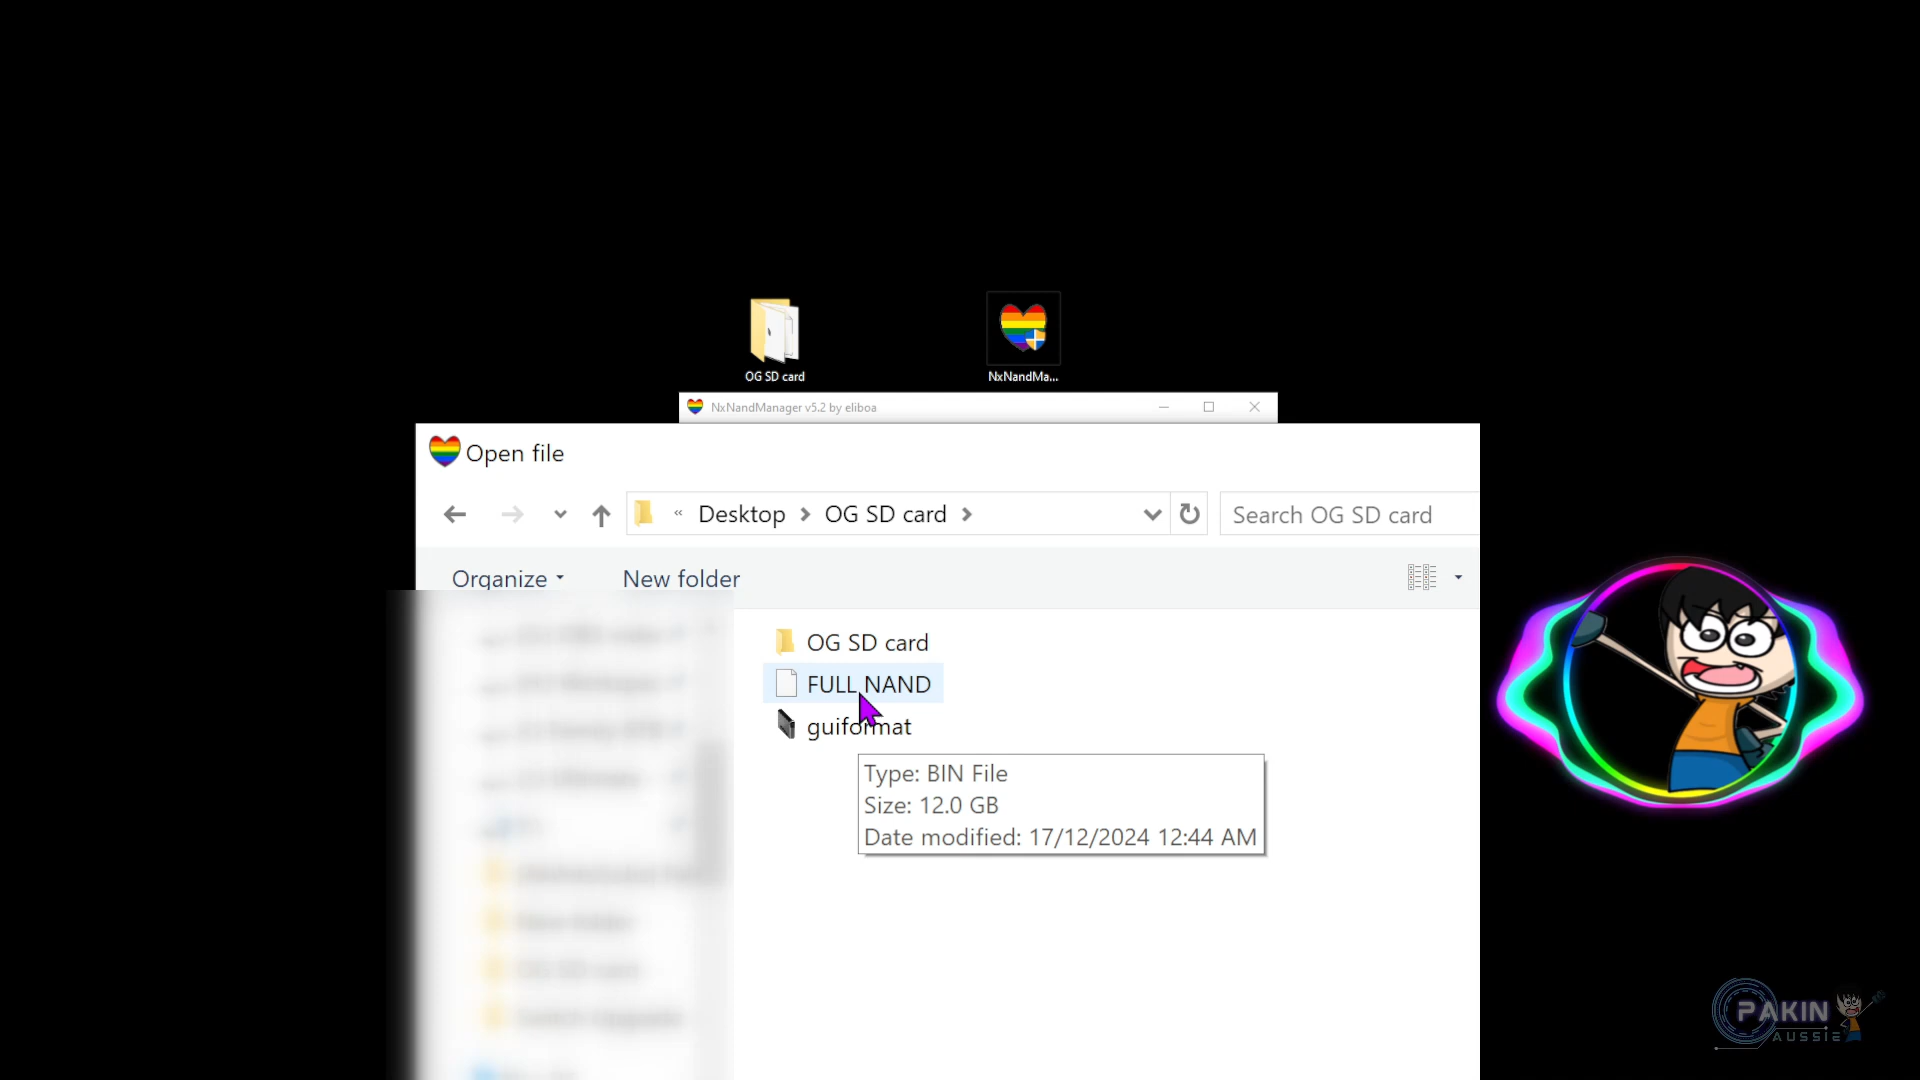 OG SD card
NxNandMa...
NxNandManager v5.2 by eliboa
Open file
« Desktop > OG SD card >
Search OG SD card
Organize
New folder
OG SD card
FULL NAND
guiformat
Type: BIN File
Size: 12.0 GB
Date modified: 17/12/2024 12:44 AM
PAKIN
AUSSIE